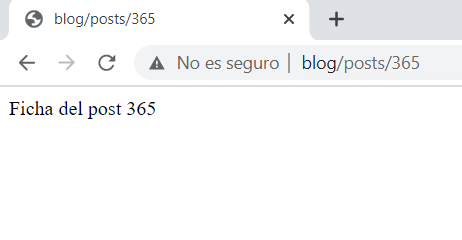 blog/posts/365
No es seguro | blog/posts/365
Ficha del post 365